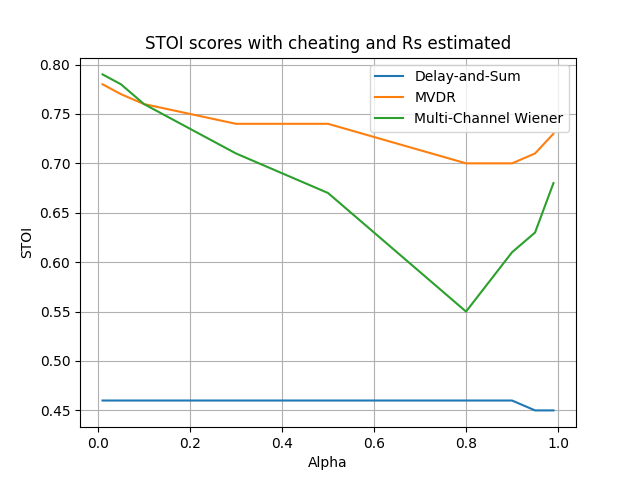 STOI scores with cheating and Rs estimated
Delay-and-Sum
MVDR
Multi-Channel Wiener
STOI
0.80
0.75
0.70
0.65
0.60
0.55
0.50
0.45
0.0 0.2 0.4 0.6 0.8 1.0
Alpha